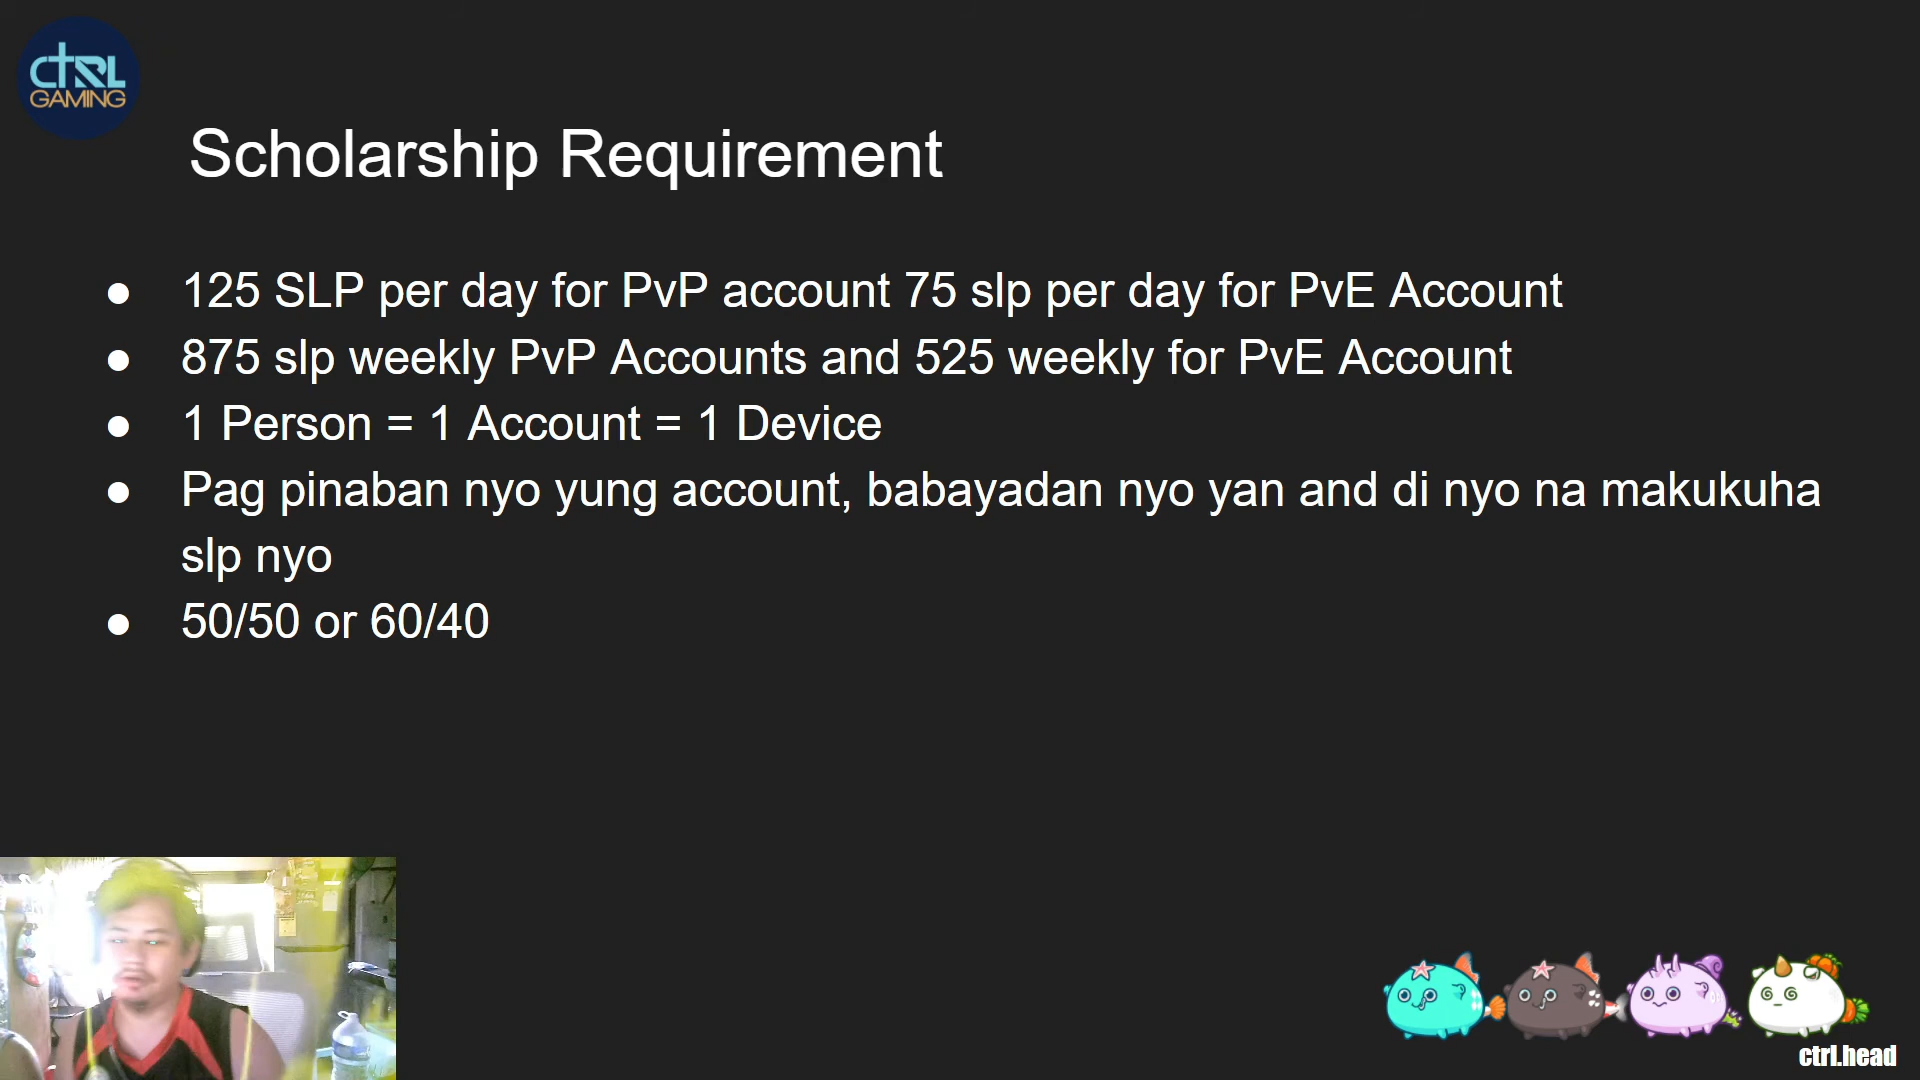 ctRL
GAMING
Scholarship Requirement
● 125 SLP per day for PvP account 75 slp per day for PvE Account
● 875 slp weekly PvP Accounts and 525 weekly for PvE Account
● 1 Person = 1 Account = 1 Device
● Pag pinaban nyo yung account, babayadan nyo yan and di nyo na makukuha
slp nyo
● 50/50 or 60/40
ctrl.head